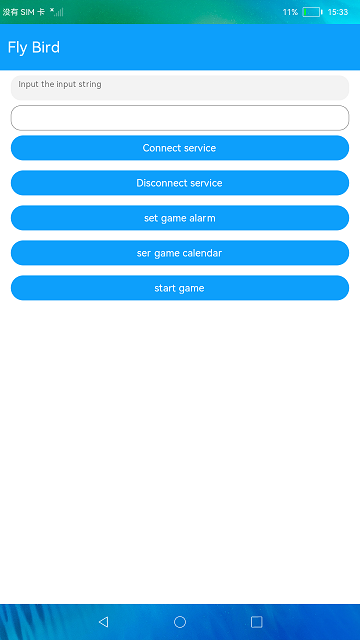 没有 SIM 卡 11% 15:33
Fly Bird
Input the input string
Connect service
Disconnect service
set game alarm
ser game calendar
start game